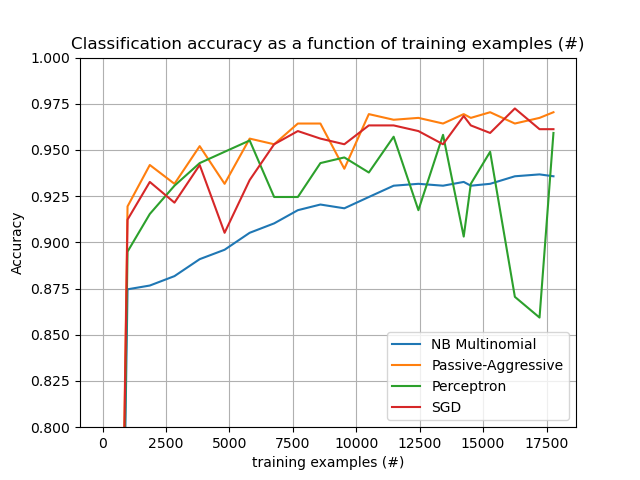 Classification accuracy as a function of training examples (#)
1.000
0.975
0.950
0.925
0.900
0.875
0.850
0.825
0.800
Accuracy
NB Multinomial
Passive-Aggressive
Perceptron
SGD
0 2500 5000 7500 10000 12500 15000 17500
training examples (#)